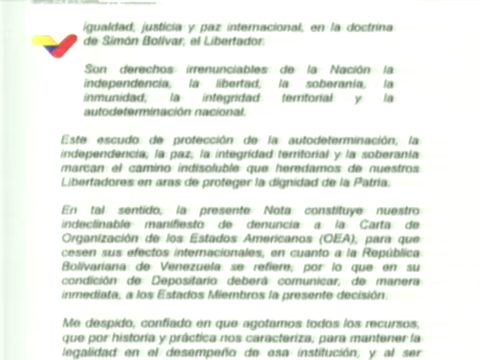 igualdad, justicia y paz internacional, en la doctrina
de Simón Bolívar, el Libertador.
Son derechos irrenunciables de la Nación la
independencia, la libertad, la soberanía, la
inmunidad, la integridad territorial y la
autodeterminación nacional.
Este escudo de protección de la autodeterminación, la
independencia, la paz, la integridad territorial y la soberanía
marcan el camino indisoluble que heredamos de nuestros
Libertadores en aras de proteger la dignidad de la Patria.
En tal sentido, la presente Nota constituye nuestro
indeclinable manifiesto de denuncia a la Carta de
Organización de los Estados Americanos (OEA), para que
cesen sus efectos internacionales, en cuanto a la República
Bolivariana de Venezuela se refiere, por lo que en su
condición de Depositario deberá comunicar, de manera
inmediata, a los Estados Miembros la presente decisión.
Me despido, confiado en que agotamos todos los recursos,
que por historia y práctica nos caracteriza, para mantener la
legalidad en el desempeño de esa institución, y al ser